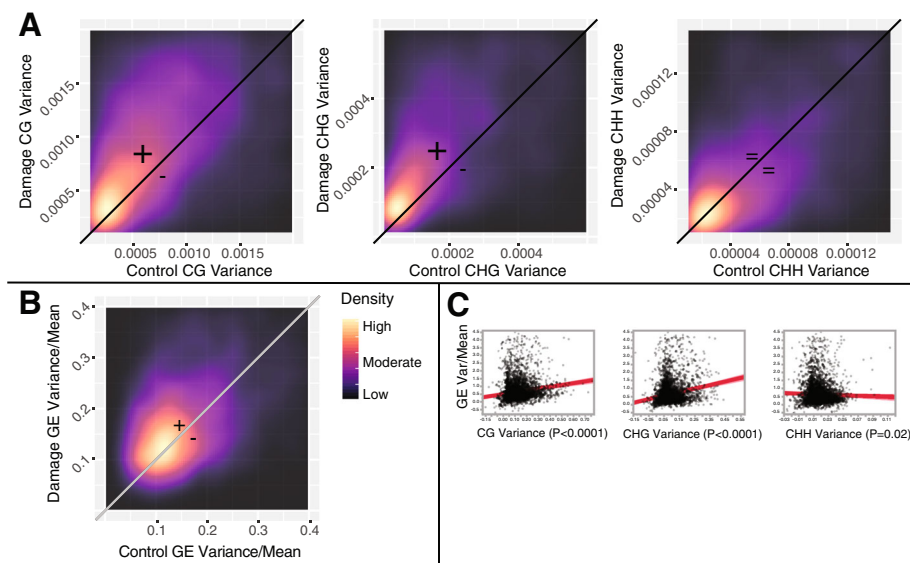 A
Damage CG Variance
0.0015
0.0010
0.0005
0.0005 0.0010 0.0015
Control CG Variance
+
-
Damage CHG Variance
0.0004
0.0002
0.0002 0.0004
Control CHG Variance
+
-
Damage CHH Variance
0.00012
0.00008
0.00004
0.00004 0.00008 0.00012
Control CHH Variance
=
=
B
Damage GE Variance/Mean
0.4
0.3
0.2
0.1
0.1 0.2 0.3 0.4
Control GE Variance/Mean
+
-
Density
High
Moderate
Low
C
GE Var/Mean
CG Variance (P<0.0001)
CHG Variance (P<0.0001)
CHH Variance (P=0.02)